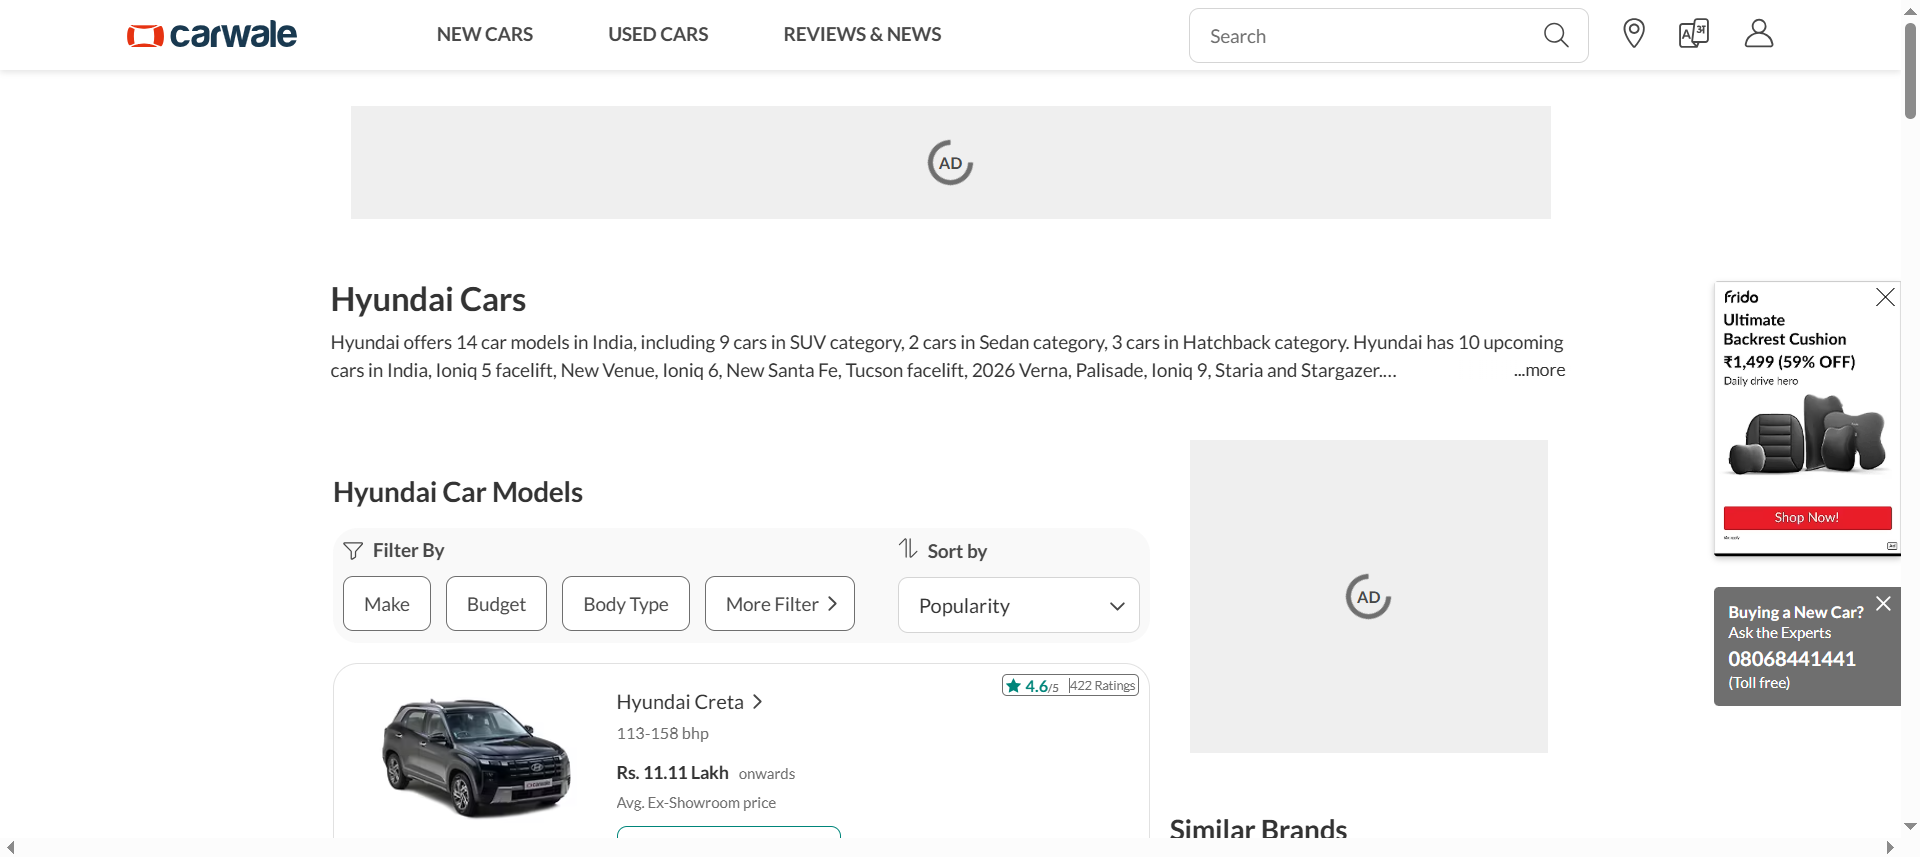 carwale
NEW CARS
USED CARS
REVIEWS & NEWS
Search
AD
Hyundai Cars
Hyundai offers 14 car models in India, including 9 cars in SUV category, 2 cars in Sedan category, 3 cars in Hatchback category. Hyundai has 10 upcoming
cars in India, Ioniq 5 facelift, New Venue, Ioniq 6, New Santa Fe, Tucson facelift, 2026 Verna, Palisade, Ioniq 9, Staria and Stargazer.... ...more
Hyundai Car Models
Filter By
Sort by
Make
Budget
Body Type
More Filter
Popularity
Hyundai Creta
4.6/5 422 Ratings
113-158 bhp
Rs. 11.11 Lakh onwards
Avg. Ex-Showroom price
carwale
AD
Similar Brands
frido
Ultimate
Backrest Cushion
₹1,499 (59% OFF)
Daily drive hero
Shop Now!
Ad
Buying a New Car?
Ask the Experts
08068441441
(Toll free)